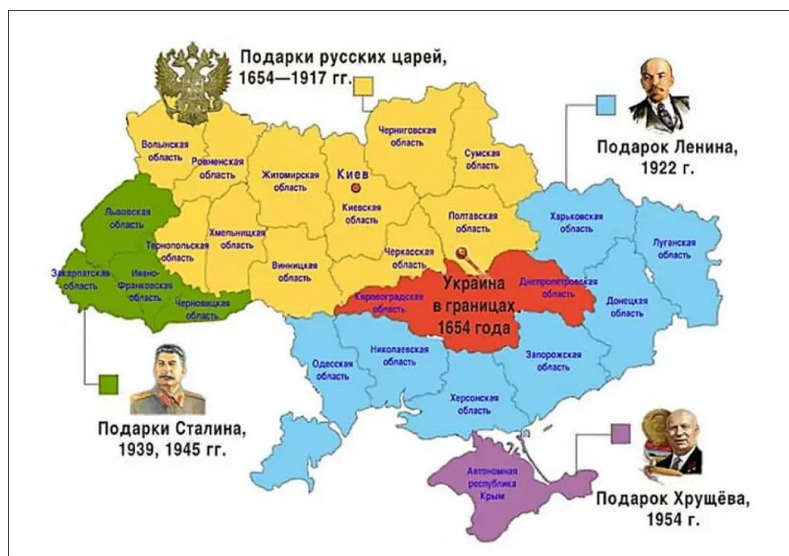 Подарки русских царей,
1654—1917 гг.
Подарок Ленина,
1922 г.
Волынская
область
Ровненская
область
Житомирская
область
Киев
Киевская
область
Черниговская
область
Сумская
область
Львовская
область
Тернопольская
область
Хмельницкая
область
Винницкая
область
Черкасская
область
Полтавская
область
Харьковская
область
Луганская
область
Закарпатская
область
Ивано-
Франковская
область
Черновицкая
область
Кировоградская
область
Украина
в границах
1654 года
Днепропетровская
область
Донецкая
область
Одесская
область
Николаевская
область
Херсонская
область
Запорожская
область
Подарки Сталина,
1939, 1945 гг.
Автономная
республика
Крым
Подарок Хрущёва,
1954 г.